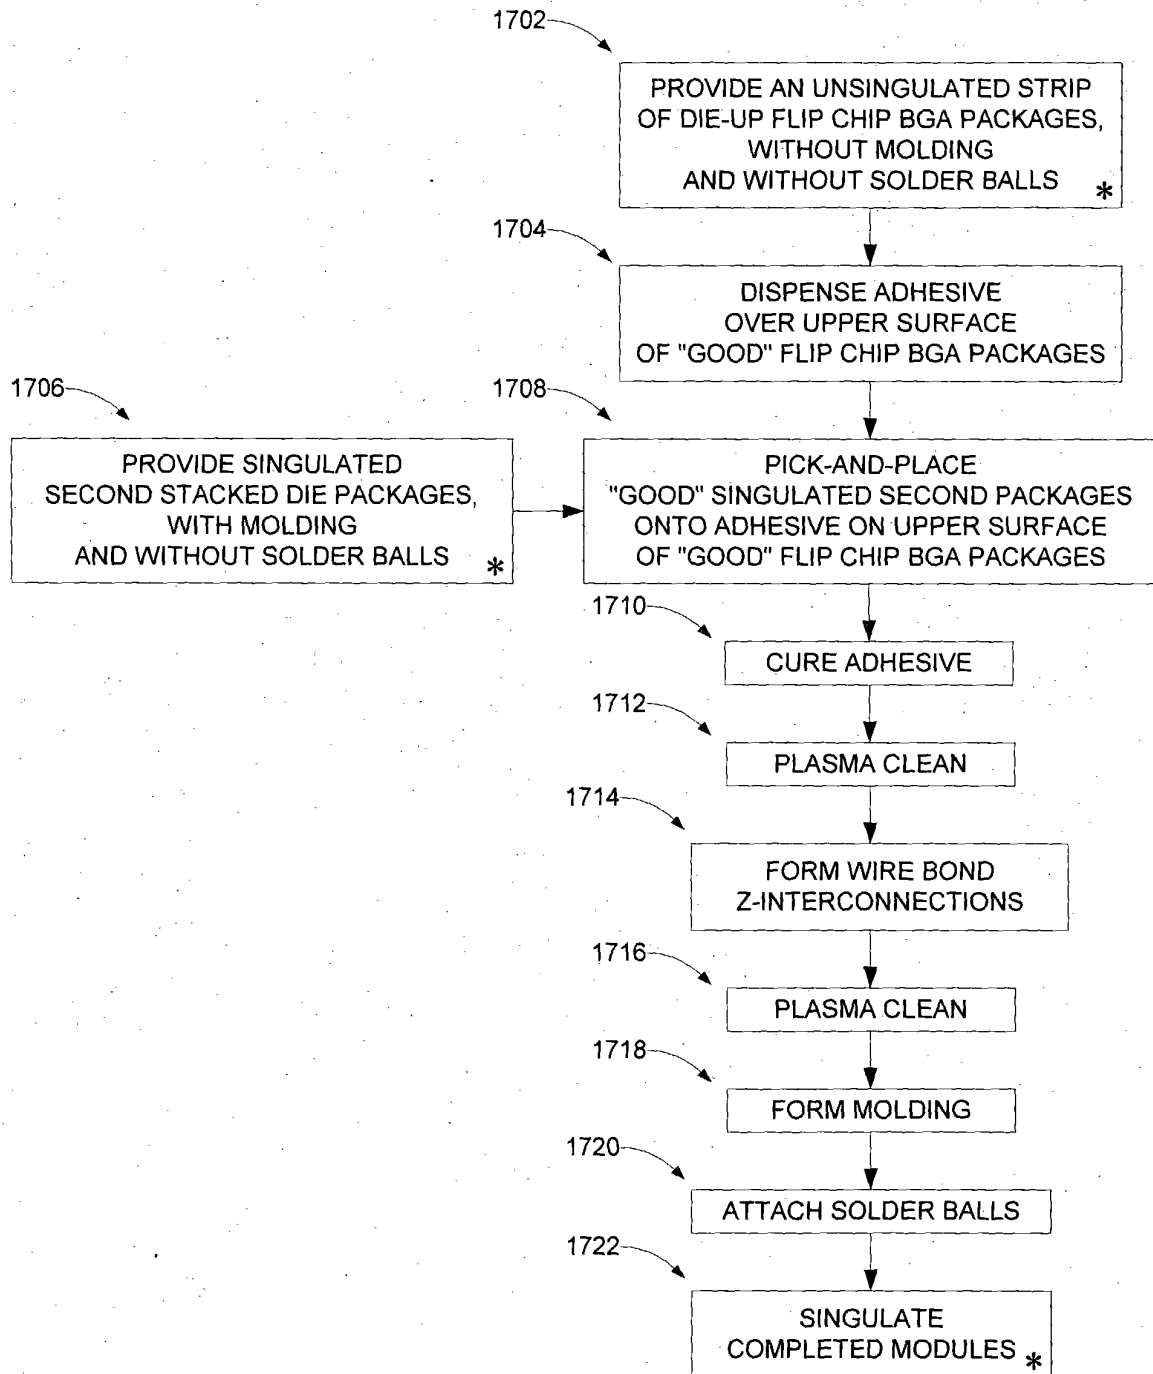 1702
PROVIDE AN UNSINGULATED STRIP
OF DIE-UP FLIP CHIP BGA PACKAGES,
WITHOUT MOLDING
AND WITHOUT SOLDER BALLS *
1704
DISPENSE ADHESIVE
OVER UPPER SURFACE
OF "GOOD" FLIP CHIP BGA PACKAGES
1706
PROVIDE SINGULATED
SECOND STACKED DIE PACKAGES,
WITH MOLDING
AND WITHOUT SOLDER BALLS *
1708
PICK-AND-PLACE
"GOOD" SINGULATED SECOND PACKAGES
ONTO ADHESIVE ON UPPER SURFACE
OF "GOOD" FLIP CHIP BGA PACKAGES
1710
CURE ADHESIVE
1712
PLASMA CLEAN
1714
FORM WIRE BOND
Z-INTERCONNECTIONS
1716
PLASMA CLEAN
1718
FORM MOLDING
1720
ATTACH SOLDER BALLS
1722
SINGULATE
COMPLETED MODULES *